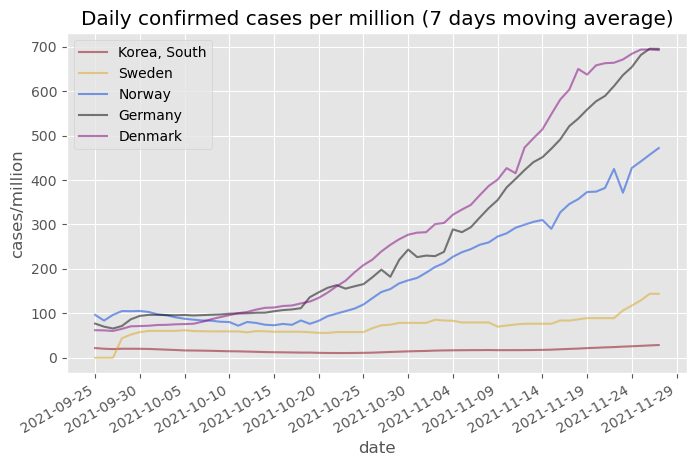 Daily confirmed cases per million (7 days moving average)
700
600
500
400
300
200
100
0
cases/million
Korea, South
Sweden
Norway
Germany
Denmark
2021-09-25
2021-09-30
2021-10-05
2021-10-10
2021-10-15
2021-10-20
2021-10-25
2021-10-30
2021-11-04
2021-11-09
2021-11-14
2021-11-19
2021-11-24
2021-11-29
date